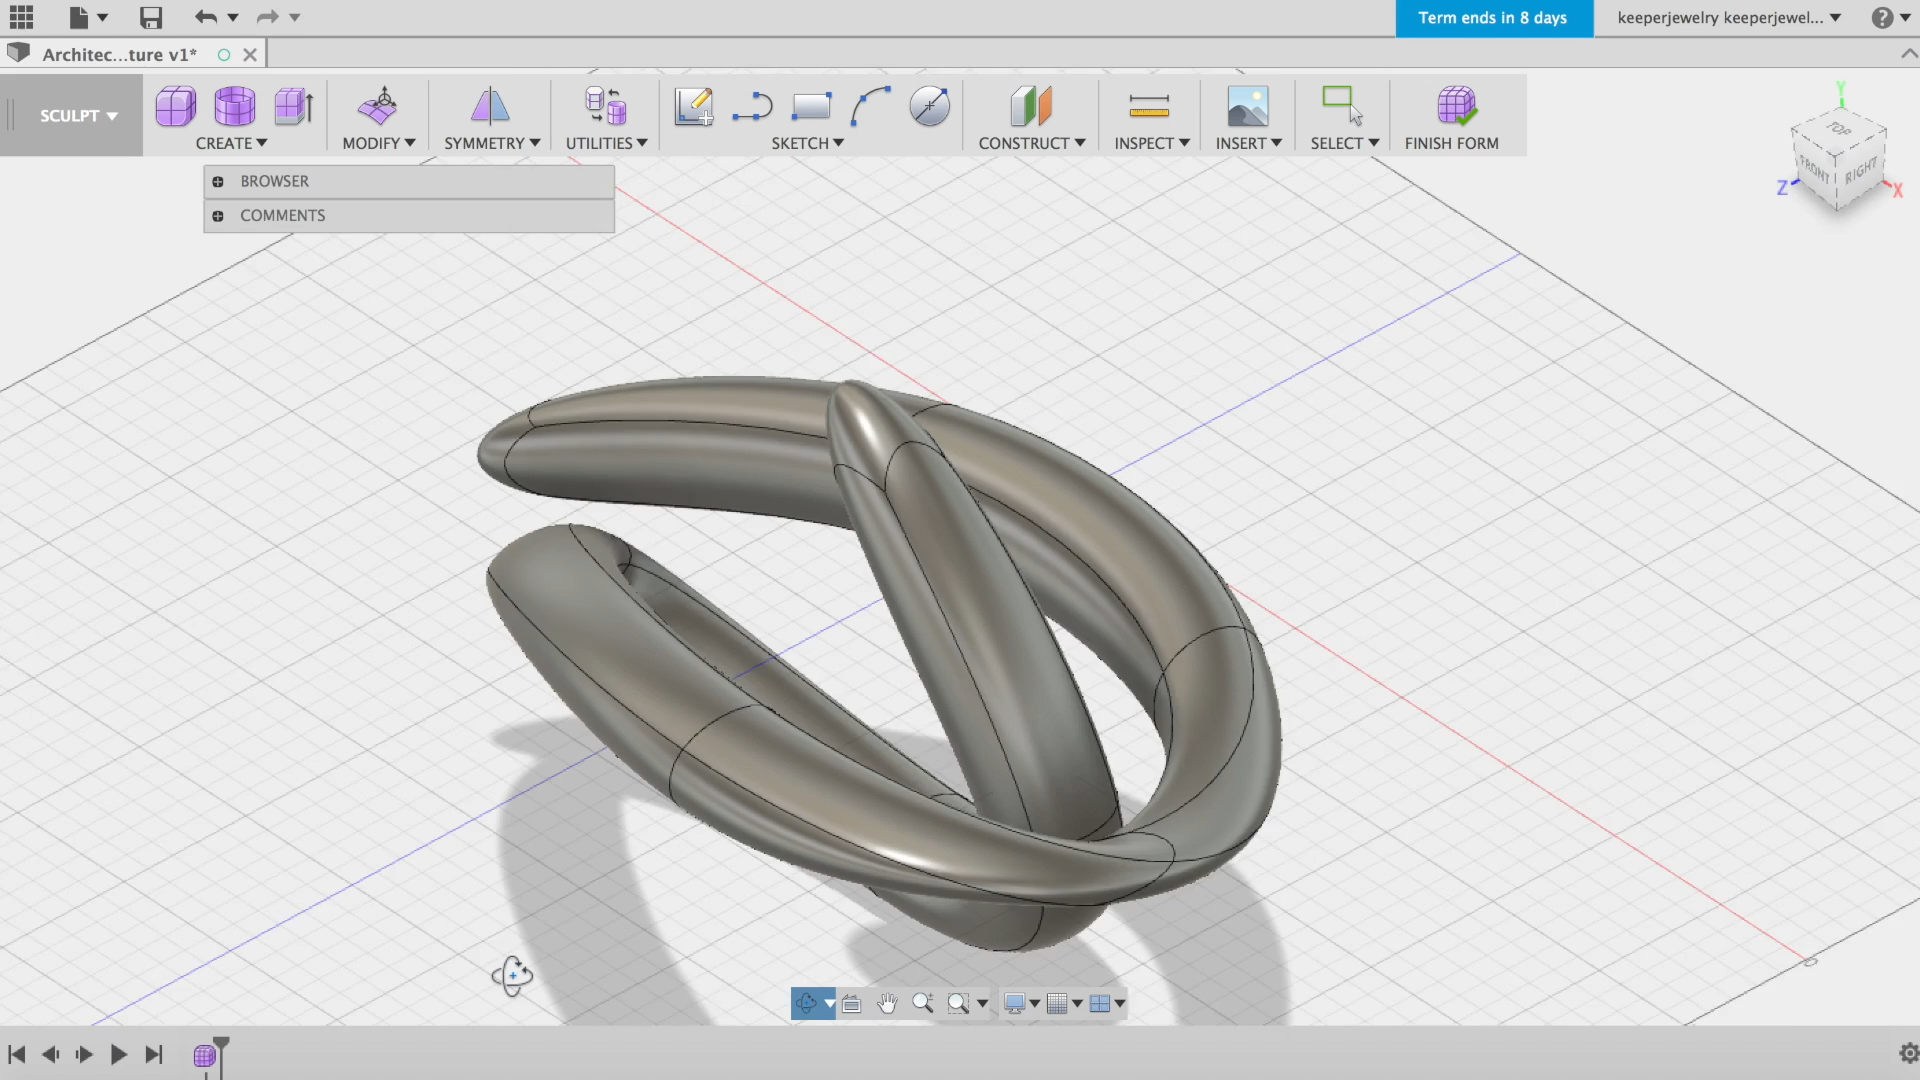 Term ends in 8 days
keeperjewelry keeperjewel...
Architec...ture v1*
SCULPT
CREATE
MODIFY
SYMMETRY
UTILITIES
SKETCH
CONSTRUCT
INSPECT
INSERT
SELECT
FINISH FORM
BROWSER
COMMENTS
Y
TOP
FRONT
RIGHT
Z
X